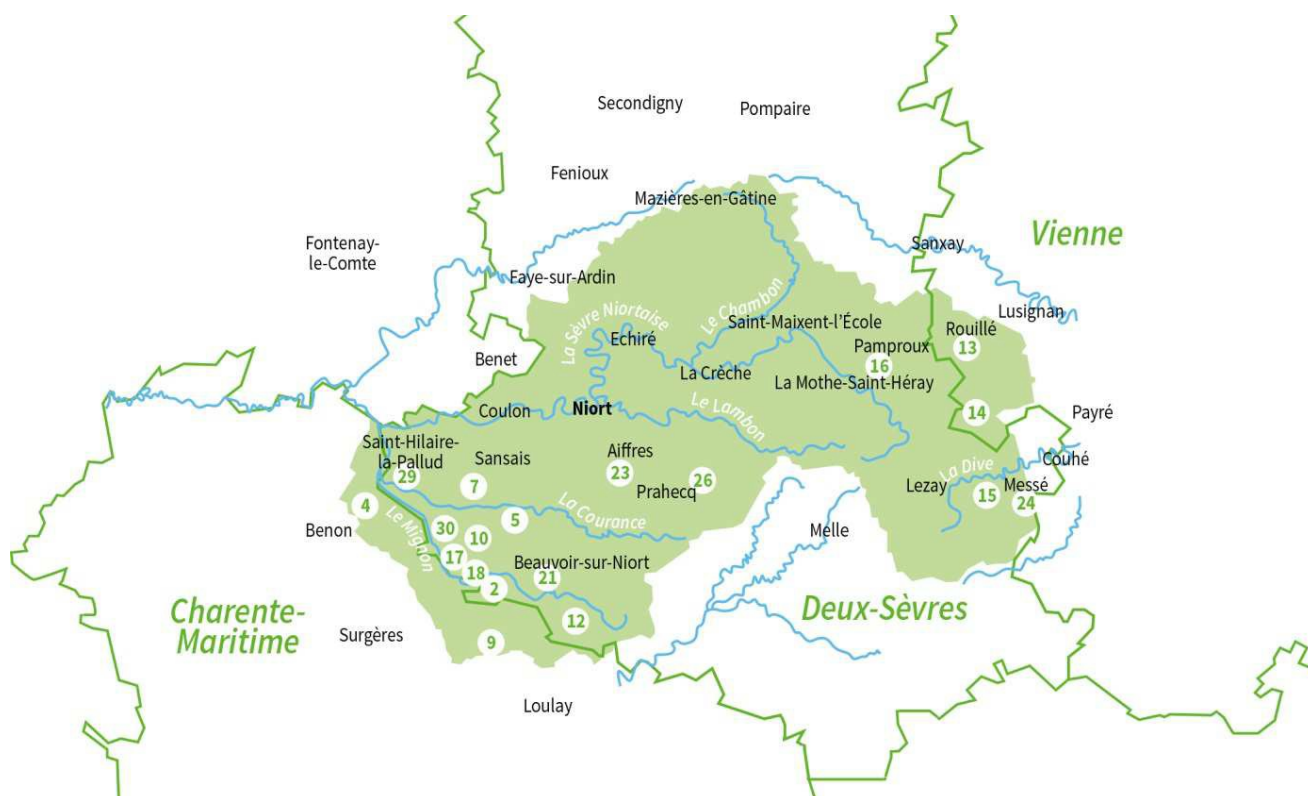 Secondigny
Pompaire
Fenioux
Mazières-en-Gâtine
Fontenay-
le-Comte
Sanxay
Vienne
Eaye-sur-Ardin
La Sèvre Niortaise
Le Chambon
Lusignan
Saint-Maixent-l’École
Rouillé
Echiré
Pamproux
13
Benet
16
La Crèche
La Mothe-Saint-Héray
Coulon
Niort
Le Lambon
14
Payré
Saint-Hilaire-
la-Pallud
Sansais
Aiffres
La Dive
Couhé
29
7
23
26
Prahecq
Lezay
15
Messé
24
4
Benon
Le Mignon
30
5
La Courance
10
Melle
17
18
2
Beauvoir-sur-Niort
21
Charente-
Maritime
Deux-Sèvres
12
Surgères
9
Loulay